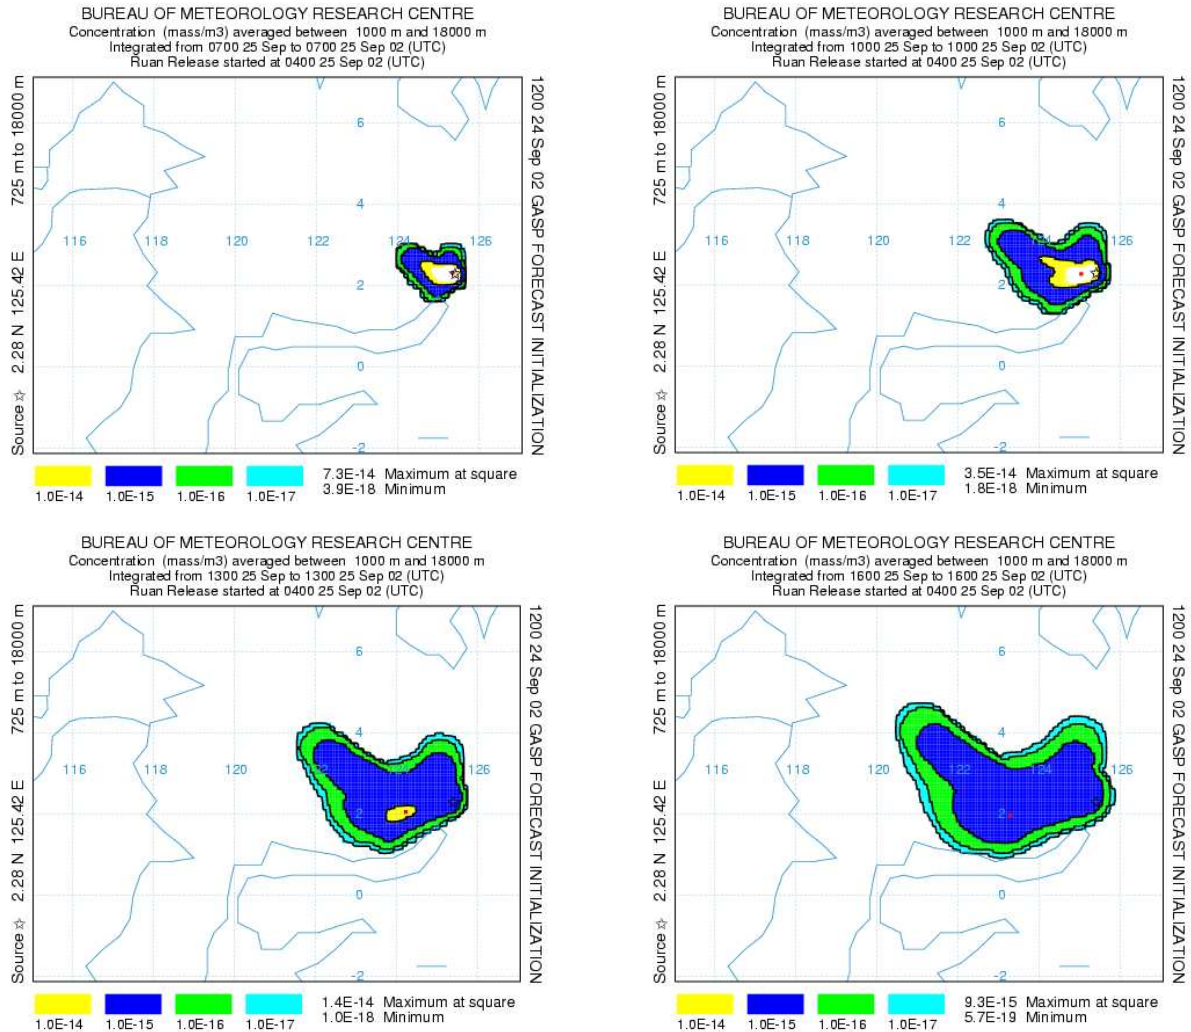 BUREAU OF METEOROLOGY RESEARCH CENTRE
Concentration (mass/m3) averaged between 1000 m and 18000 m
Integrated from 0700 25 Sep to 0700 25 Sep 02 (UTC)
Ruan Release started at 0400 25 Sep 02 (UTC)
Source ☆ 2.28 N 125.42 E 725 m to 18000 m
1200 24 Sep 02 GASP FORECAST INITIALIZATION
6
4
116 118 120 122 124 126
2
0
-2
1.0E-14 1.0E-15 1.0E-16 1.0E-17
7.3E-14 Maximum at square
3.9E-18 Minimum
BUREAU OF METEOROLOGY RESEARCH CENTRE
Concentration (mass/m3) averaged between 1000 m and 18000 m
Integrated from 1000 25 Sep to 1000 25 Sep 02 (UTC)
Ruan Release started at 0400 25 Sep 02 (UTC)
Source ☆ 2.28 N 125.42 E 725 m to 18000 m
1200 24 Sep 02 GASP FORECAST INITIALIZATION
6
4
116 118 120 122 124 126
2
0
-2
1.0E-14 1.0E-15 1.0E-16 1.0E-17
3.5E-14 Maximum at square
1.8E-18 Minimum
BUREAU OF METEOROLOGY RESEARCH CENTRE
Concentration (mass/m3) averaged between 1000 m and 18000 m
Integrated from 1300 25 Sep to 1300 25 Sep 02 (UTC)
Ruan Release started at 0400 25 Sep 02 (UTC)
Source ☆ 2.28 N 125.42 E 725 m to 18000 m
1200 24 Sep 02 GASP FORECAST INITIALIZATION
6
4
116 118 120 122 124 126
2
0
-2
1.0E-14 1.0E-15 1.0E-16 1.0E-17
1.4E-14 Maximum at square
1.0E-18 Minimum
BUREAU OF METEOROLOGY RESEARCH CENTRE
Concentration (mass/m3) averaged between 1000 m and 18000 m
Integrated from 1600 25 Sep to 1600 25 Sep 02 (UTC)
Ruan Release started at 0400 25 Sep 02 (UTC)
Source ☆ 2.28 N 125.42 E 725 m to 18000 m
1200 24 Sep 02 GASP FORECAST INITIALIZATION
6
4
116 118 120 122 124 126
2
0
-2
1.0E-14 1.0E-15 1.0E-16 1.0E-17
9.3E-15 Maximum at square
5.7E-19 Minimum